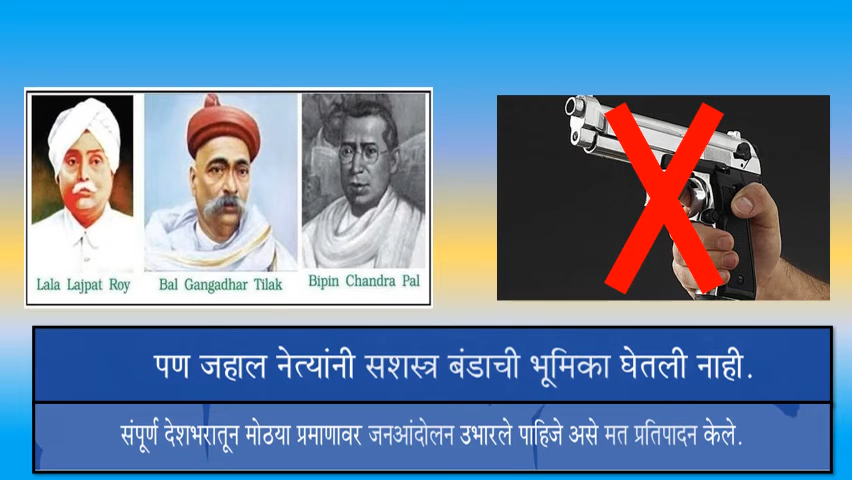 Lala Lajpat Roy
Bal Gangadhar Tilak
Bipin Chandra Pal
पण जहाल नेत्यांनी सशस्त्र बंडाची भूमिका घेतली नाही.
संपूर्ण देशभरातून मोठया प्रमाणावर जनआंदोलन उभारले पाहिजे असे मत प्रतिपादन केले.